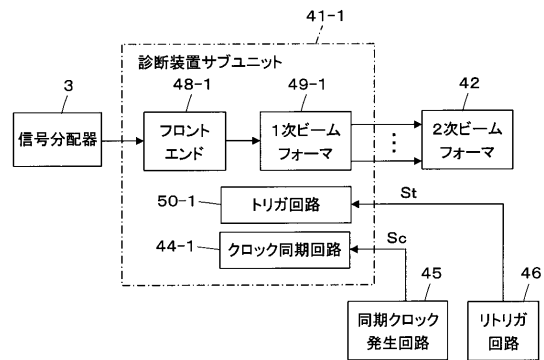 41-1
診断装置サブユニット
3
48-1
49-1
42
信号分配器
フロント
エンド
1次ビーム
フォーマ
2次ビーム
フォーマ
50-1
トリガ回路
St
44-1
クロック同期回路
Sc
45
46
同期クロック
発生回路
リトリガ
回路